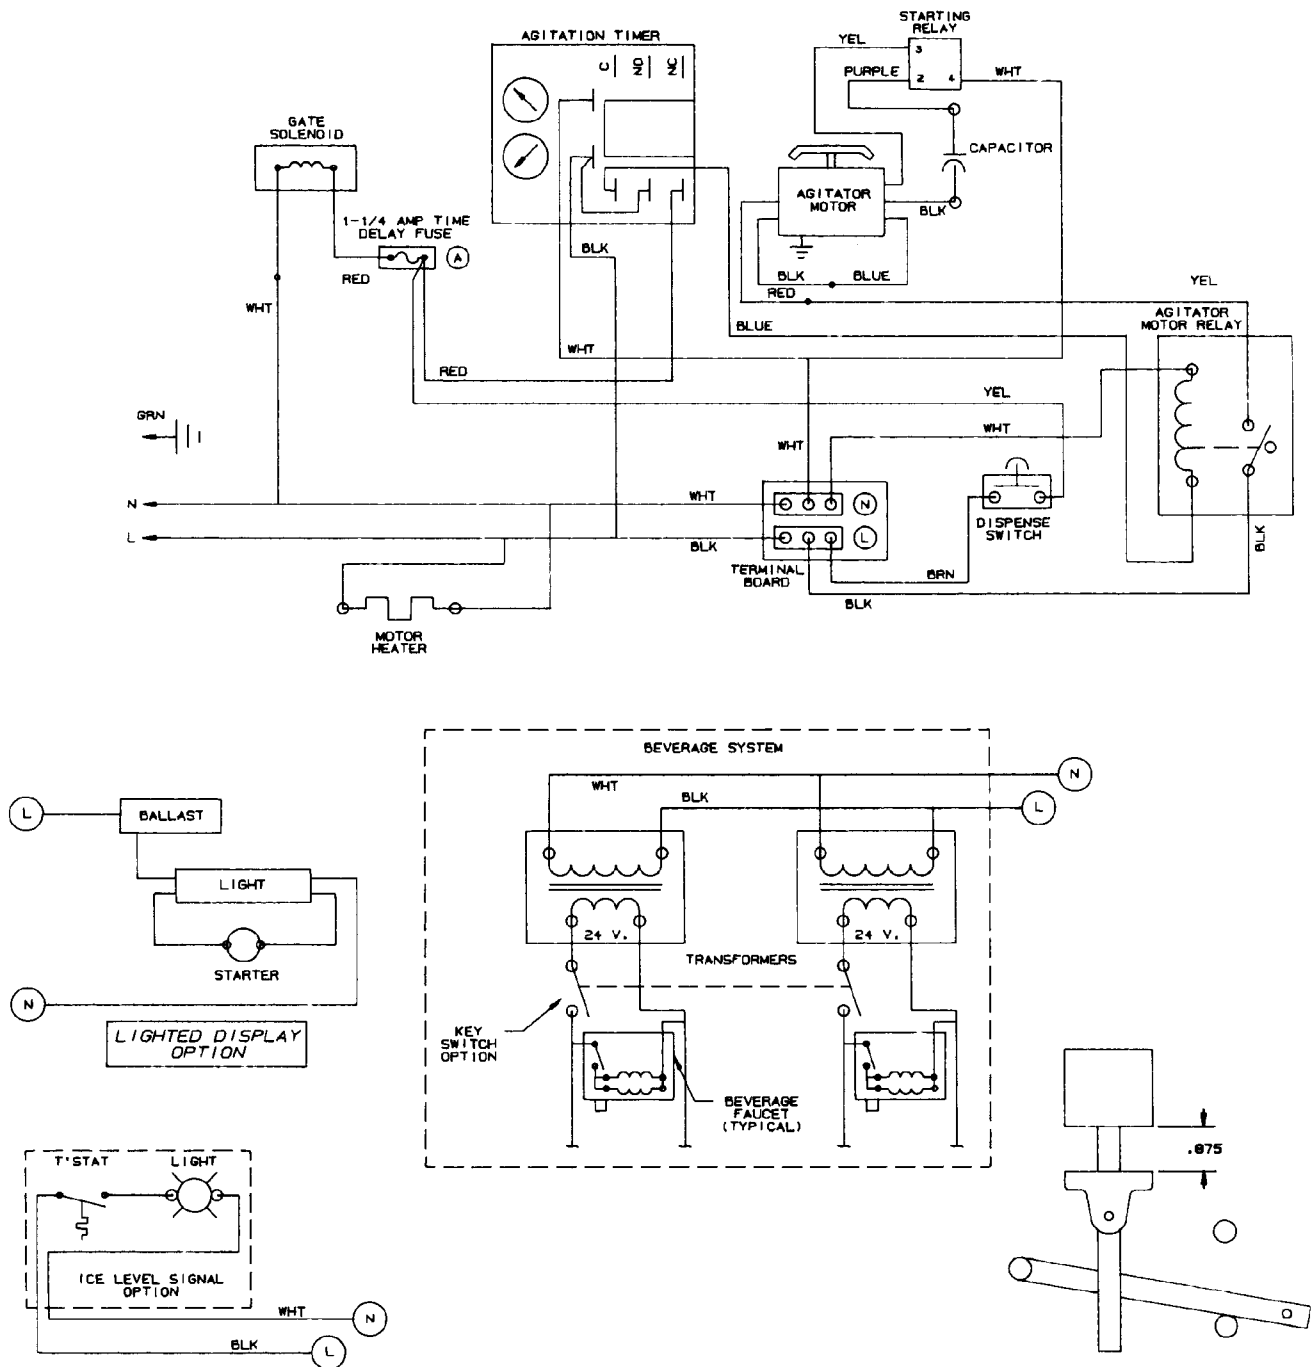 AGITATION TIMER
C
NO
NC
STARTING
RELAY
YEL
3
PURPLE
2
4
WHT
GATE
SOLENOID
CAPACITOR
1-1/4 AMP TIME
DELAY FUSE
A
RED
AGITATOR
MOTOR
BLK
BLK
BLK
BLUE
RED
YEL
WHT
BLUE
AGITATOR
MOTOR RELAY
WHT
RED
YEL
GRN
WHT
WHT
N
WHT
N
L
BLK
L
DISPENSE
SWITCH
BLK
TERMINAL
BOARD
BRN
BLK
MOTOR
HEATER
BEVERAGE SYSTEM
WHT
N
BLK
L
L
BALLAST
LIGHT
24 V.
24 V.
STARTER
TRANSFORMERS
N
LIGHTED DISPLAY
OPTION
KEY
SWITCH
OPTION
BEVERAGE
FAUCET
(TYPICAL)
.875
T'STAT
LIGHT
ICE LEVEL SIGNAL
OPTION
WHT
N
BLK
L